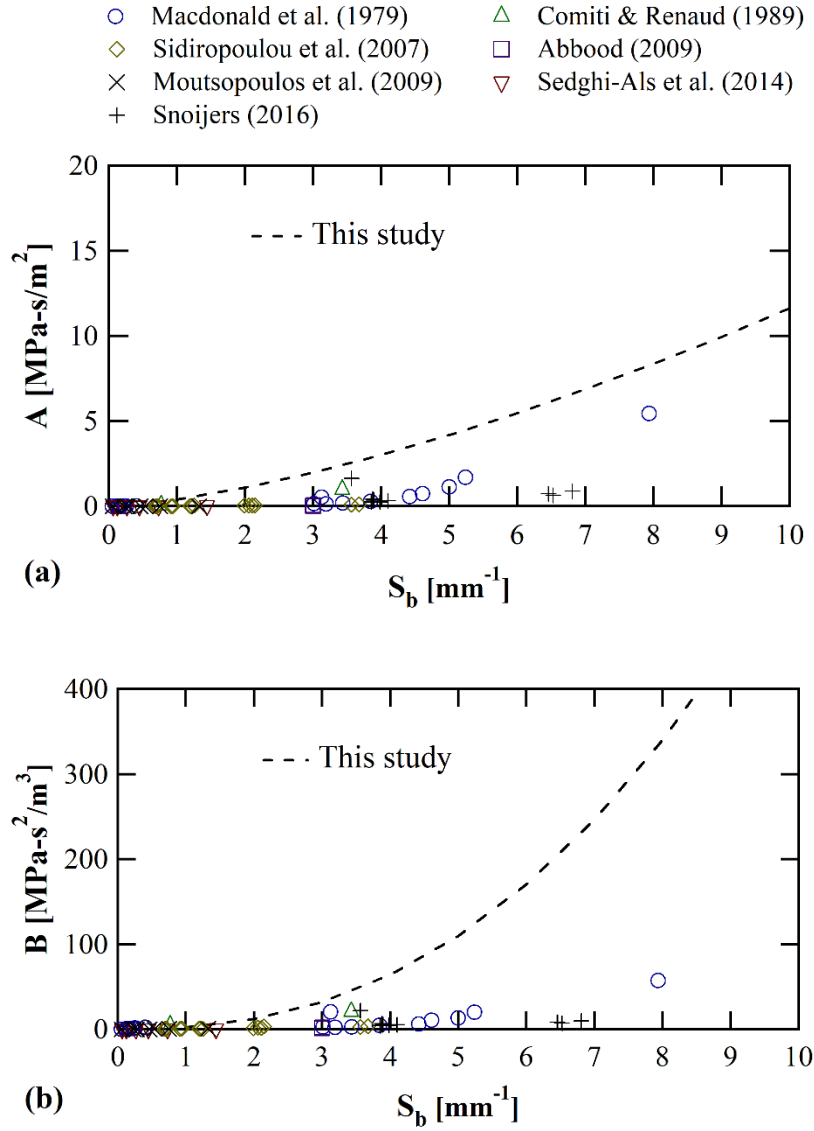 Macdonald et al. (1979)
Comiti & Renaud (1989)
Sidiropoulou et al. (2007)
Abbood (2009)
Moutsopoulos et al. (2009)
Sedghi-Als et al. (2014)
Snoijers (2016)
20
15
10
5
0
A [MPa-s/m²]
This study
0 1 2 3 4 5 6 7 8 9 10
(a)
S_b [mm⁻¹]
400
300
200
100
0
B [MPa-s²/m³]
This study
0 1 2 3 4 5 6 7 8 9 10
(b)
S_b [mm⁻¹]